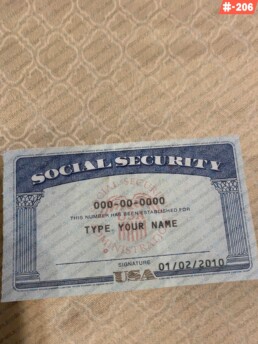 #-206
SOCIAL SECURITY
000-00-0000
THIS NUMBER HAS BEEN ESTABLISHED FOR
TYPE YOUR NAME
SIGNATURE
01/02/2010
USA